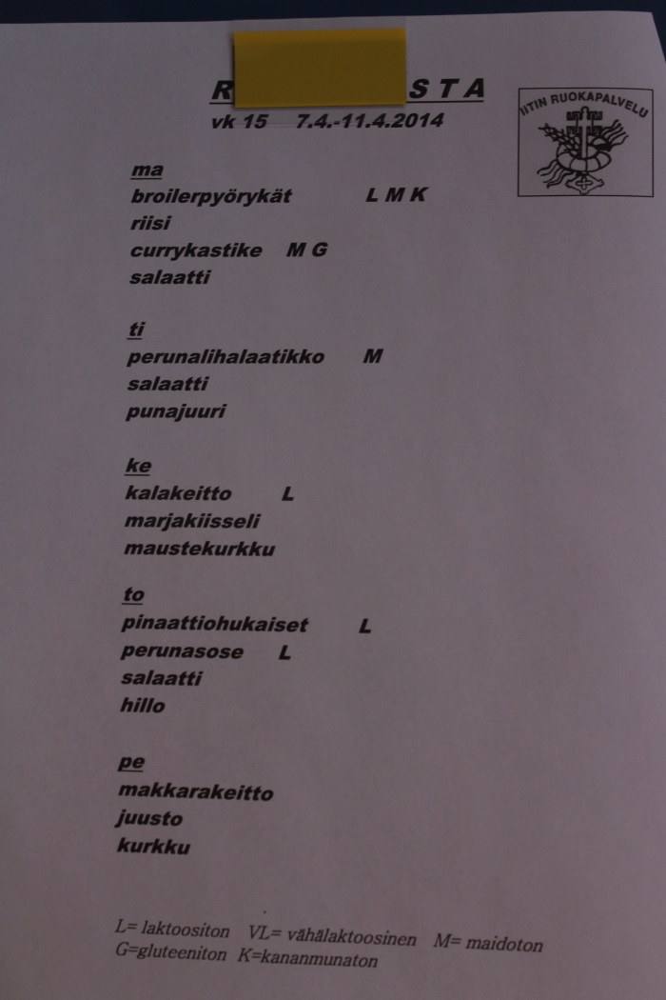 R STA
vk 15 7.4.-11.4.2014
IITIN RUOKAPALVELU
ma
broilerpyörykät L M K
riisi
currykastike M G
salaatti
ti
perunalihalaatikko M
salaatti
punajuuri
ke
kalakeitto L
marjakiisseli
maustekurkku
to
pinaattiohukaiset L
perunasose L
salaatti
hillo
pe
makkarakeitto
juusto
kurkku
L= laktoositon VL= vähälaktoosinen M= maidoton
G=gluteeniton K=kananmunaton